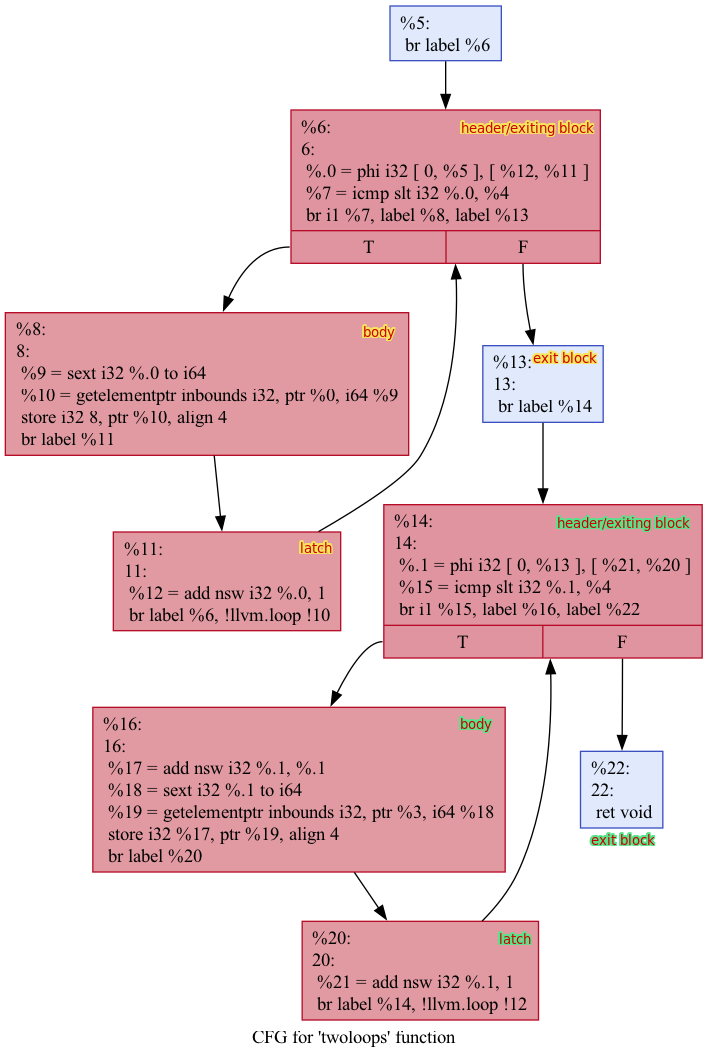 %5:
br label %6
%6:
header/exiting block
6:
%.0 = phi i32 [ 0, %5 ], [ %12, %11 ]
%7 = icmp slt i32 %.0, %4
br i1 %7, label %8, label %13
T
F
%8:
body
8:
%9 = sext i32 %.0 to i64
%10 = getelementptr inbounds i32, ptr %0, i64 %9
store i32 8, ptr %10, align 4
br label %11
%13:
exit block
13:
br label %14
%11:
latch
11:
%12 = add nsw i32 %.0, 1
br label %6, !llvm.loop !10
%14:
header/exiting block
14:
%.1 = phi i32 [ 0, %13 ], [ %21, %20 ]
%15 = icmp slt i32 %.1, %4
br i1 %15, label %16, label %22
T
F
%16:
body
16:
%17 = add nsw i32 %.1, %.1
%18 = sext i32 %.1 to i64
%19 = getelementptr inbounds i32, ptr %3, i64 %18
store i32 %17, ptr %19, align 4
br label %20
%22:
22:
ret void
exit block
%20:
latch
20:
%21 = add nsw i32 %.1, 1
br label %14, !llvm.loop !12
CFG for 'twoloops' function